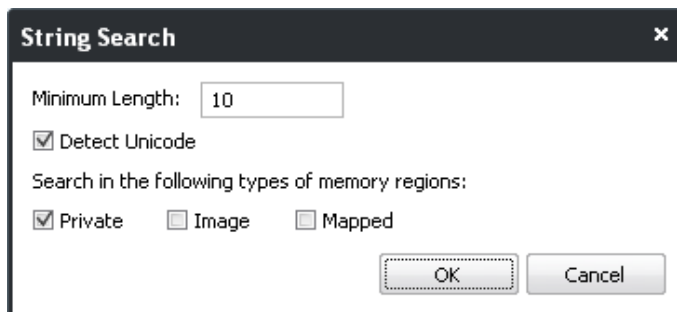 String Search ×
Minimum Length: 10
Detect Unicode
Search in the following types of memory regions:
Private Image Mapped
OK Cancel